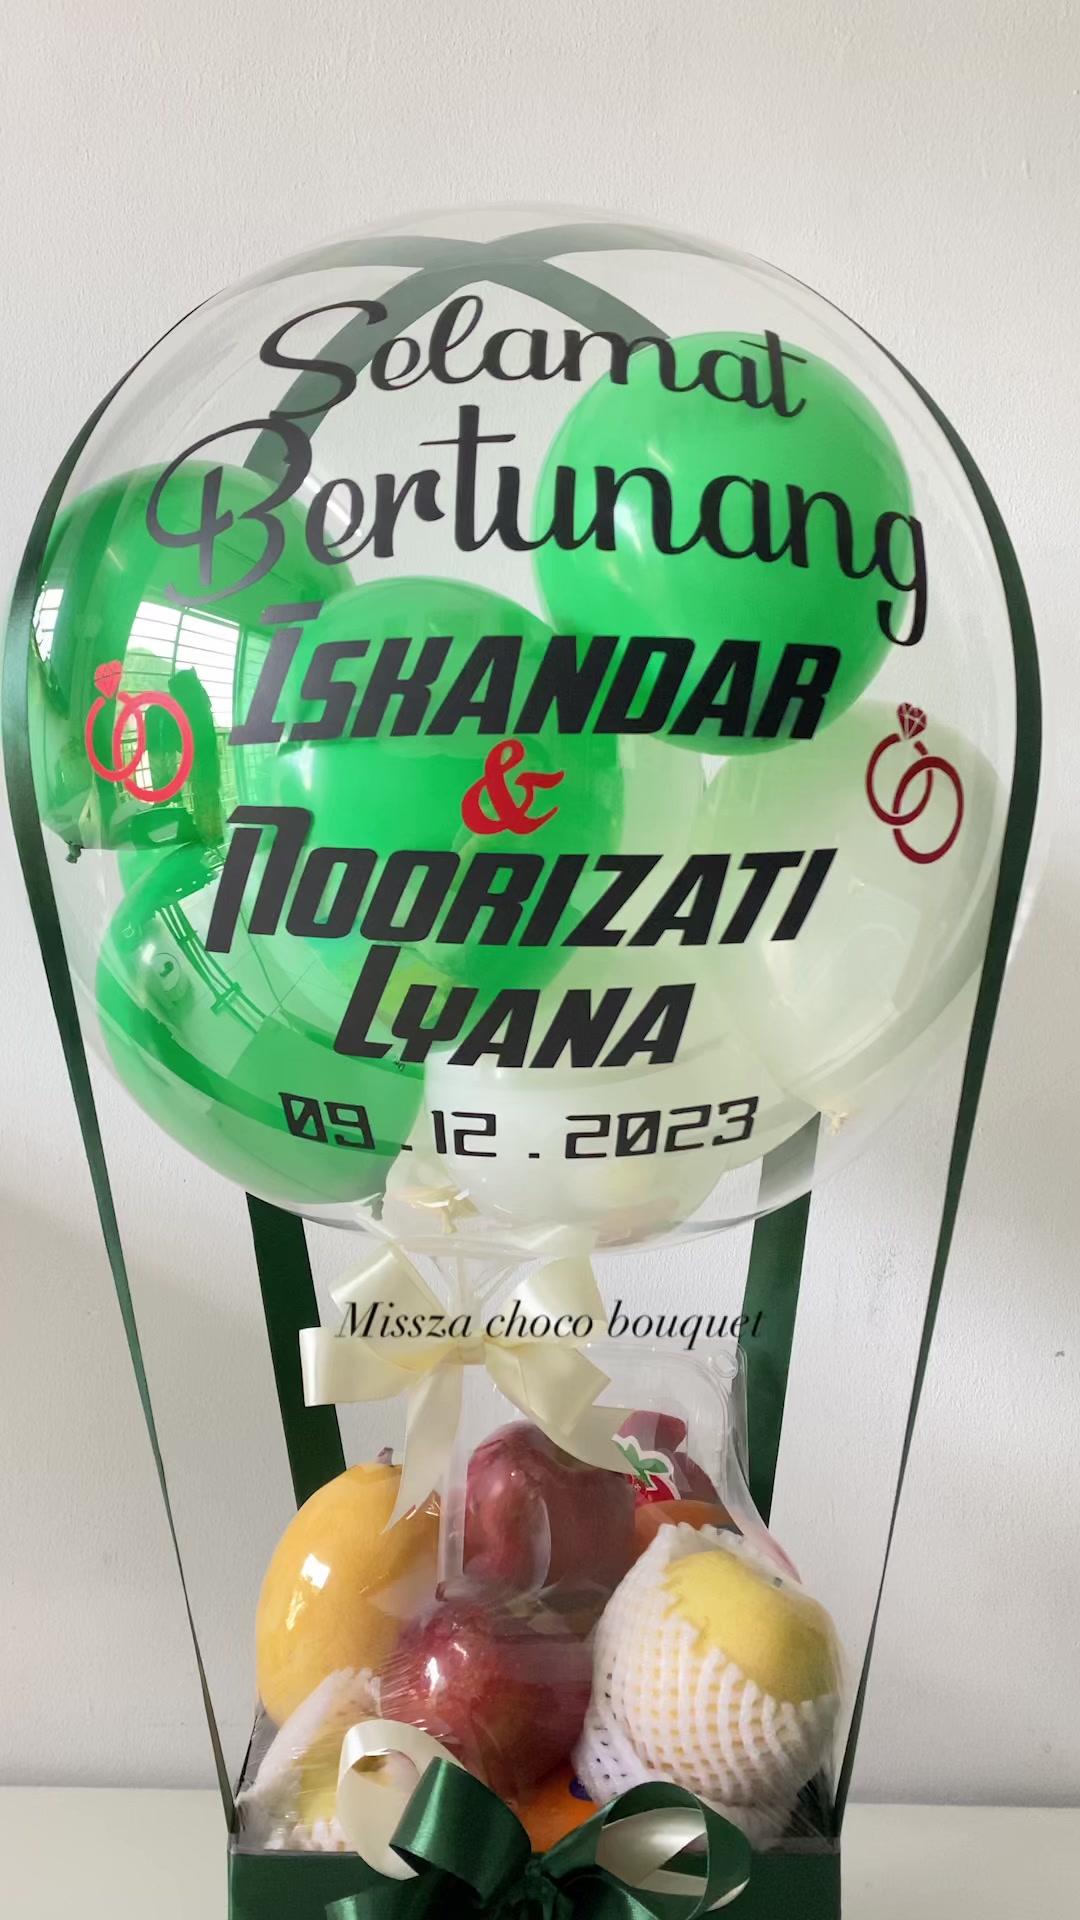 Selamat
Bertunang
ISKANDAR
&
NOORIZATI
LYANA
09.12.2023
Missza choco bouquet